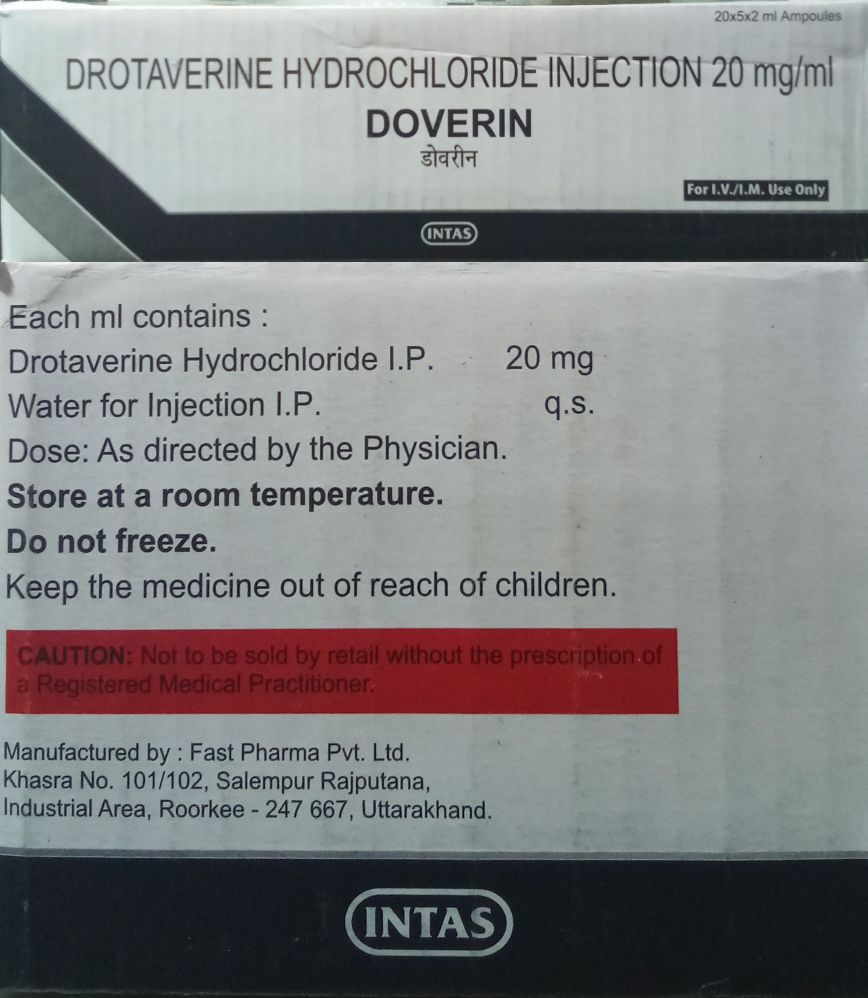 20x5x2 ml Ampoules
DROTAVERINE HYDROCHLORIDE INJECTION 20 mg/ml
DOVERIN
डोवरीन
For I.V./I.M. Use Only
INTAS
Each ml contains :
Drotaverine Hydrochloride I.P. 20 mg
Water for Injection I.P. q.s.
Dose: As directed by the Physician.
Store at a room temperature.
Do not freeze.
Keep the medicine out of reach of children.
CAUTION: Not to be sold by retail without the prescription of
a Registered Medical Practitioner.
Manufactured by : Fast Pharma Pvt. Ltd.
Khasra No. 101/102, Salempur Rajputana,
Industrial Area, Roorkee - 247 667, Uttarakhand.
INTAS